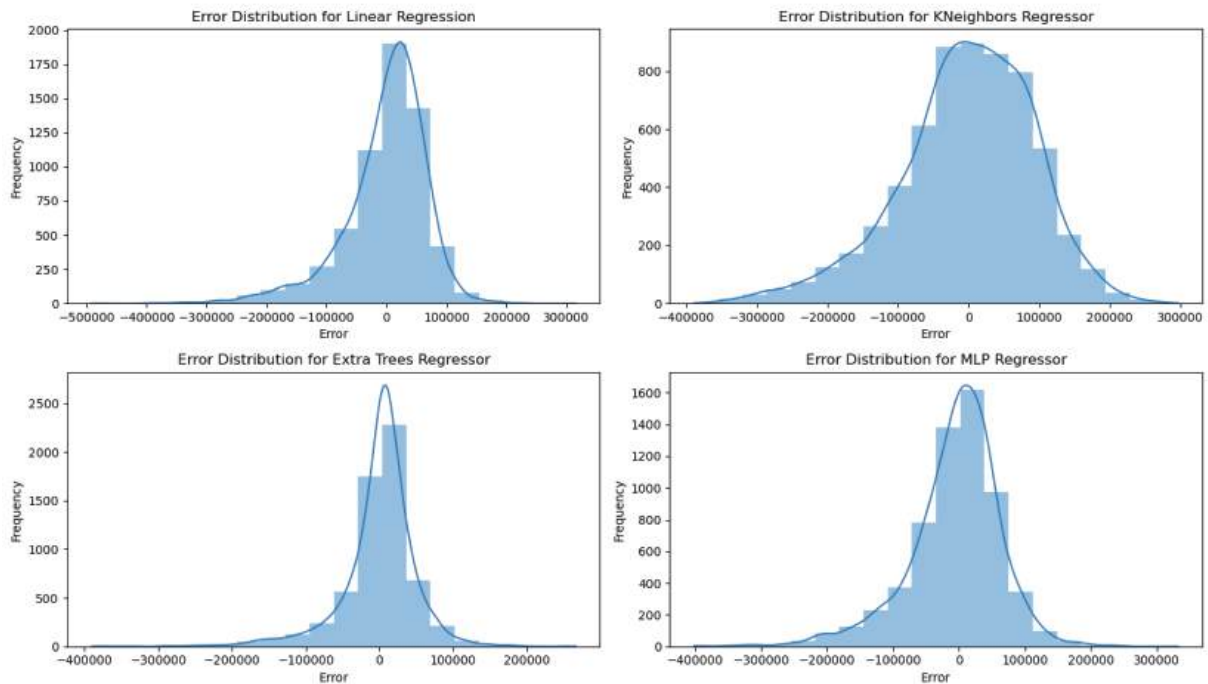 Error Distribution for Linear Regression
2000
1750
1500
1250
1000
750
500
250
0
Frequency
−500000 −400000 −300000 −200000 −100000 0 100000 200000 300000
Error
Error Distribution for KNeighbors Regressor
800
600
400
200
0
Frequency
−400000 −300000 −200000 −100000 0 100000 200000 300000
Error
Error Distribution for Extra Trees Regressor
2500
2000
1500
1000
500
0
Frequency
−400000 −300000 −200000 −100000 0 100000 200000
Error
Error Distribution for MLP Regressor
1600
1400
1200
1000
800
600
400
200
0
Frequency
−400000 −300000 −200000 −100000 0 100000 200000 300000
Error